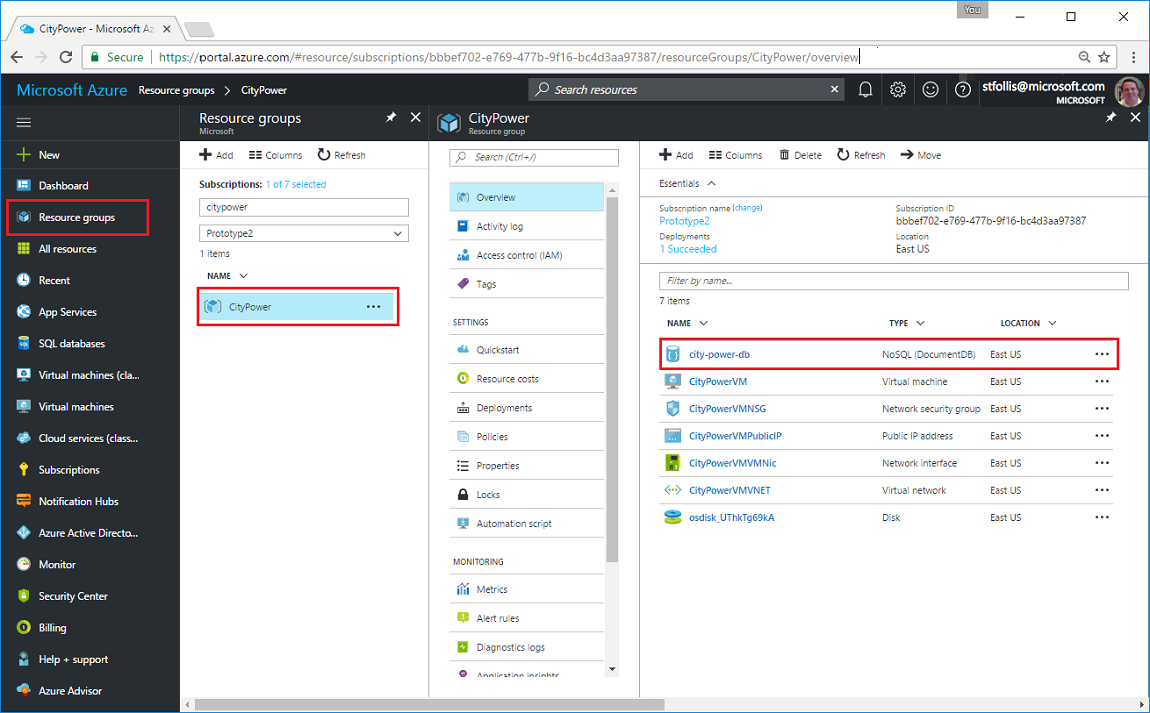 You
CityPower - Microsoft Az
Secure https://portal.azure.com/#resource/subscriptions/bbbef702-e769-477b-9f16-bc4d3aa97387/resourceGroups/CityPower/overview
Microsoft Azure Resource groups > CityPower
Search resources
stfollis@microsoft.com
MICROSOFT
New
Dashboard
Resource groups
All resources
Recent
App Services
SQL databases
Virtual machines (cla...
Virtual machines
Cloud services (class...
Subscriptions
Notification Hubs
Azure Active Directo...
Monitor
Security Center
Billing
Help + support
Azure Advisor
Resource groups
Microsoft
Add Columns Refresh
Subscriptions: 1 of 7 selected
citypower
Prototype2
1 items
NAME
CityPower ...
CityPower
Resource group
Search (Ctrl+/)
Overview
Activity log
Access control (IAM)
Tags
SETTINGS
Quickstart
Resource costs
Deployments
Policies
Properties
Locks
Automation script
MONITORING
Metrics
Alert rules
Diagnostics logs
Application insights
Add Columns Delete Refresh Move
Essentials
Subscription name (change)
Prototype2
Deployments
1 Succeeded
Subscription ID
bbbef702-e769-477b-9f16-bc4d3aa97387
Location
East US
Filter by name...
7 items
NAME TYPE LOCATION
city-power-db NoSQL (DocumentDB) East US ...
CityPowerVM Virtual machine East US ...
CityPowerVMNSG Network security group East US ...
CityPowerVMPublicIP Public IP address East US ...
CityPowerVMVMNic Network interface East US ...
CityPowerVMVNET Virtual network East US ...
osdisk_UThkTg69kA Disk East US ...